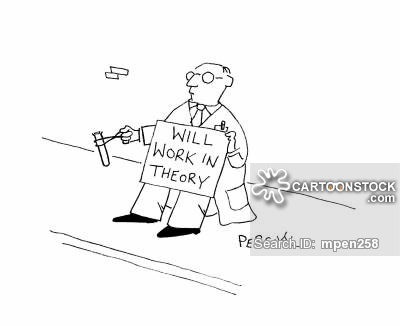 WILL
WORK IN
THEORY
CARTOONSTOCK
.com
Search ID: mpen258